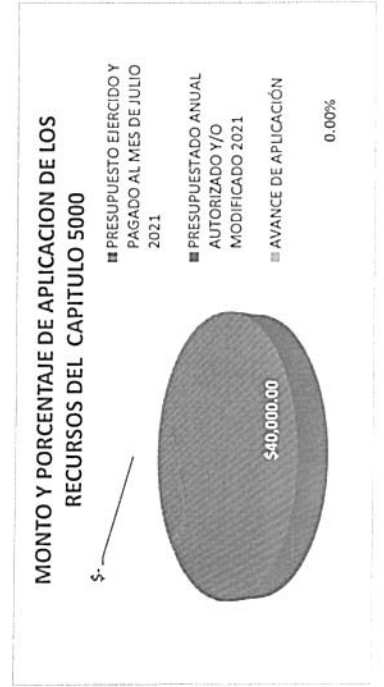 MONTO Y PORCENTAJE DE APLICACION DE LOS
RECURSOS DEL CAPITULO 5000
$-
$40,000.00
PRESUPUESTO EJERCIDO Y
PAGADO AL MES DE JULIO
2021
PRESUPUESTADO ANUAL
AUTORIZADO Y/O
MODIFICADO 2021
AVANCE DE APLICACIÓN
0.00%